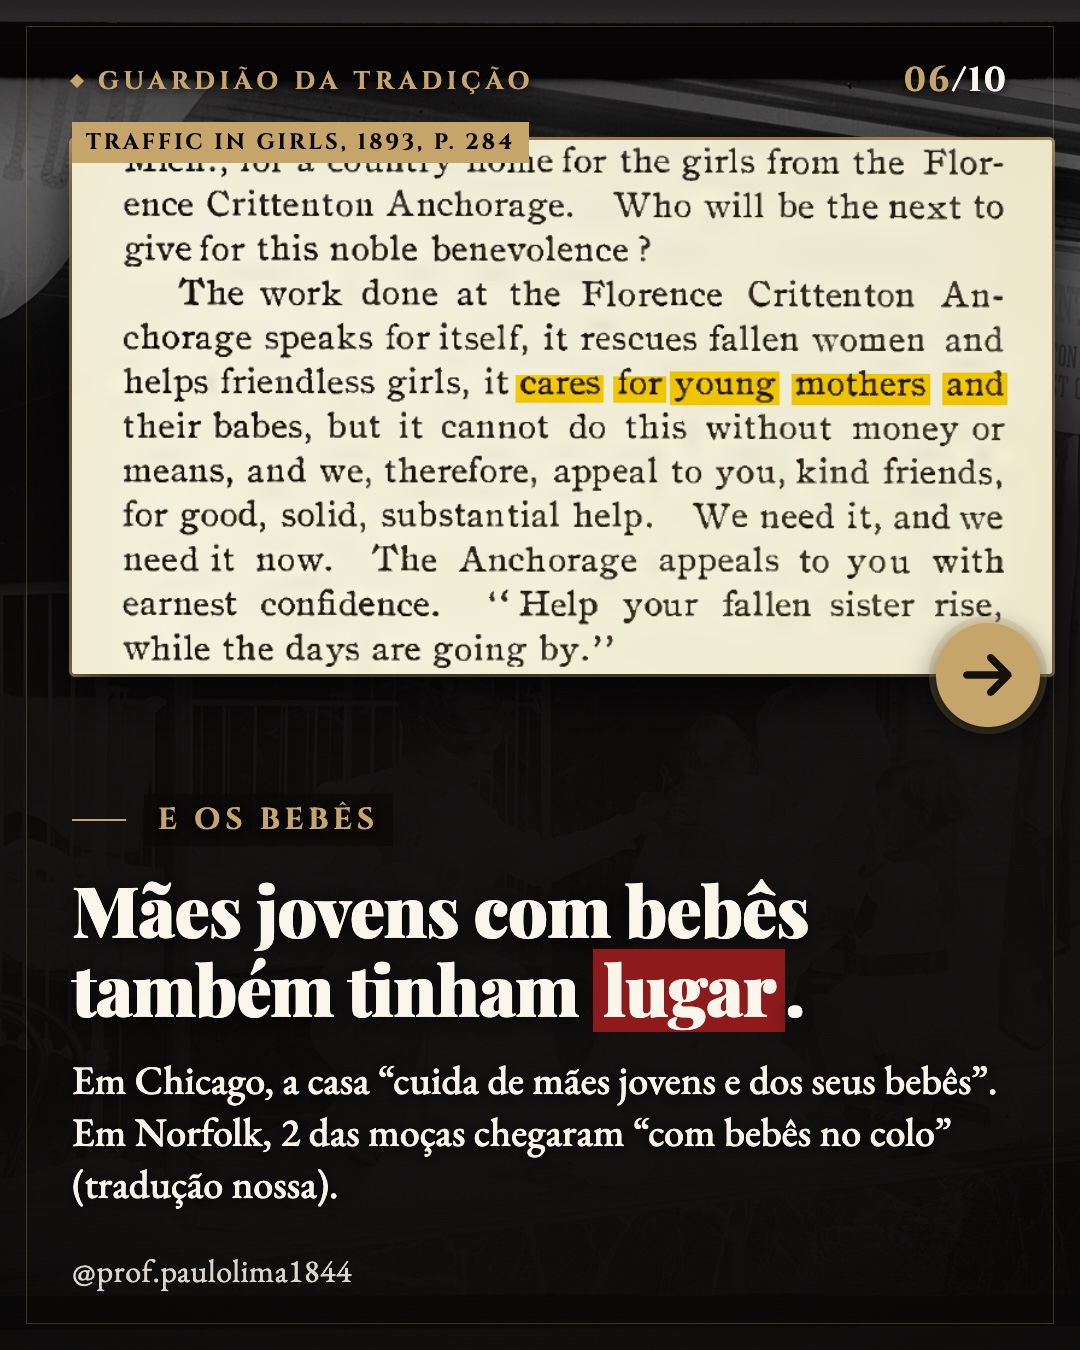 GUARDIÃO DA TRADIÇÃO
06/10
TRAFFIC IN GIRLS, 1893, P. 284
Mich., for a country home for the girls from the Flor-
ence Crittenton Anchorage. Who will be the next to
give for this noble benevolence?
The work done at the Florence Crittenton An-
chorage speaks for itself, it rescues fallen women and
helps friendless girls, it cares for young mothers and
their babes, but it cannot do this without money or
means, and we, therefore, appeal to you, kind friends,
for good, solid, substantial help. We need it, and we
need it now. The Anchorage appeals to you with
earnest confidence. “Help your fallen sister rise,
while the days are going by.”
E OS BEBÊS
Mães jovens com bebês
também tinham lugar.
Em Chicago, a casa “cuida de mães jovens e dos seus bebês”.
Em Norfolk, 2 das moças chegaram “com bebês no colo”
(tradução nossa).
@prof.paulolima1844